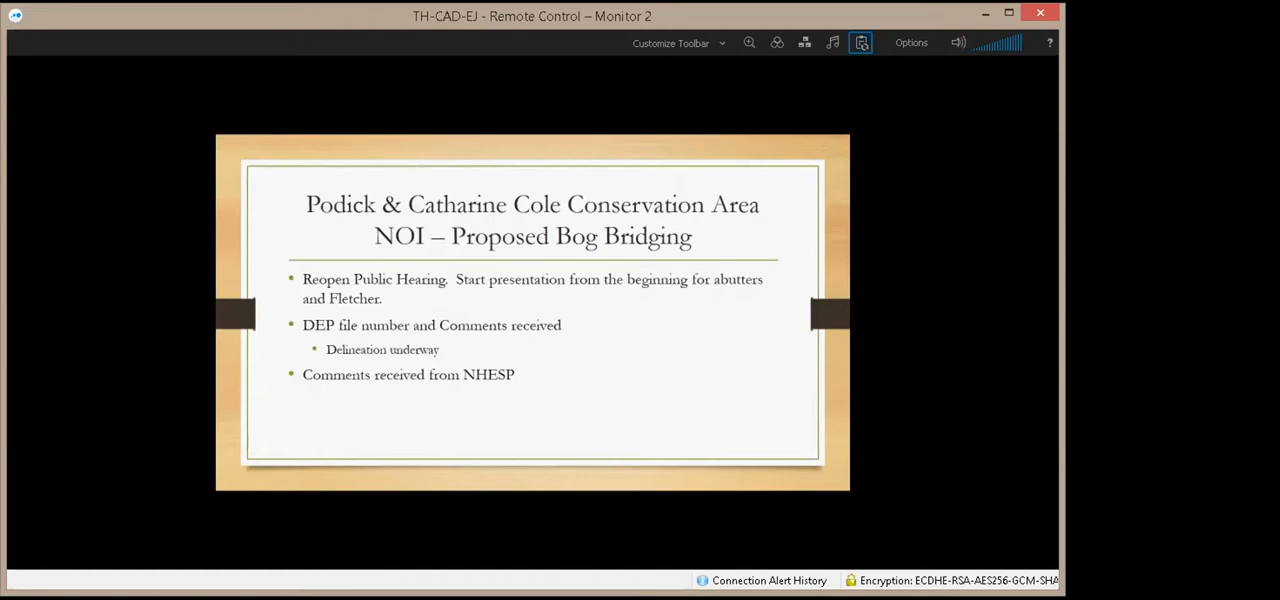 TH-CAD-EJ - Remote Control – Monitor 2
Customize Toolbar
Options
?
Podick & Catharine Cole Conservation Area
NOI – Proposed Bog Bridging
• Reopen Public Hearing. Start presentation from the beginning for abutters
and Fletcher.
• DEP file number and Comments received
• Delineation underway
• Comments received from NHESP
Connection Alert History
Encryption: ECDHE-RSA-AES256-GCM-SHA